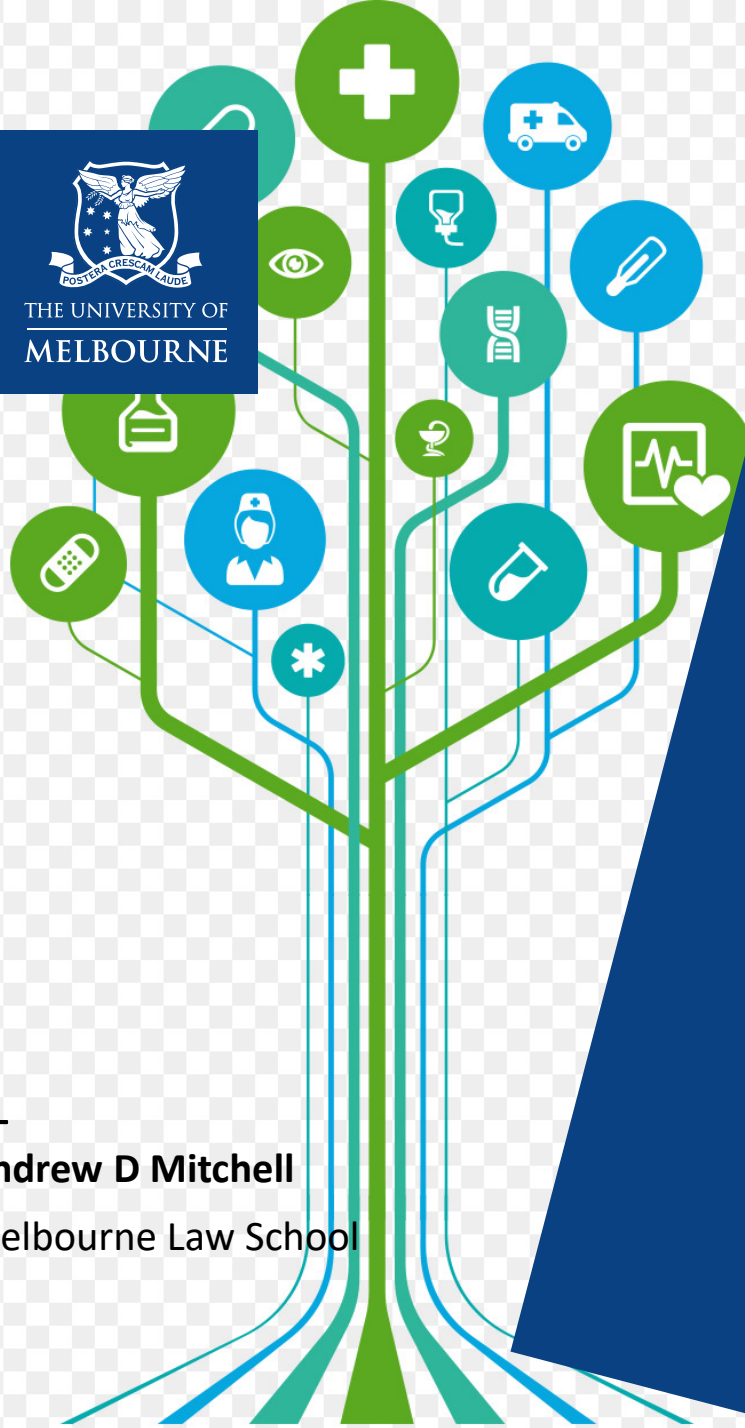 POSTERA CRESCAM LAUDE
THE UNIVERSITY OF
MELBOURNE
ndrew D Mitchell
elbourne Law School